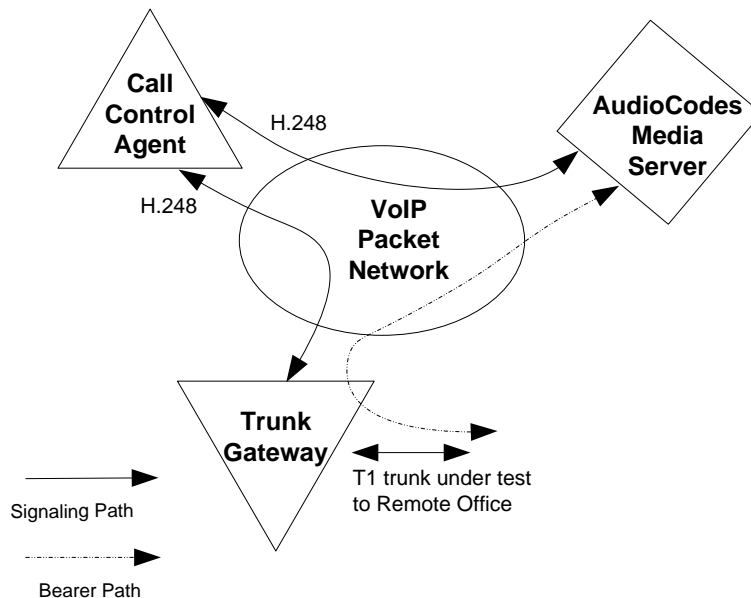 Call
Control
Agent
H.248
AudioCodes
Media
Server
H.248
VoIP
Packet
Network
Trunk
Gateway
T1 trunk under test
to Remote Office
Signaling Path
Bearer Path